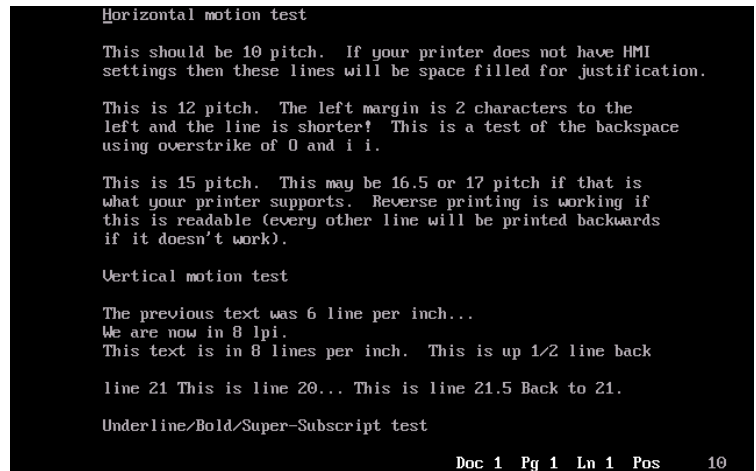 Horizontal motion test
This should be 10 pitch.  If your printer does not have HMI
settings then these lines will be space filled for justification.
This is 12 pitch.  The left margin is 2 characters to the
left and the line is shorter!  This is a test of the backspace
using overstrike of O and i i.
This is 15 pitch.  This may be 16.5 or 17 pitch if that is
what your printer supports.  Reverse printing is working if
this is readable (every other line will be printed backwards
if it doesn't work).
Vertical motion test
The previous text was 6 line per inch...
We are now in 8 lpi.
This text is in 8 lines per inch.  This is up 1/2 line back
line 21 This is line 20... This is line 21.5 Back to 21.
Underline/Bold/Super-Subscript test
Doc 1  Pg 1  Ln 1  Pos     10